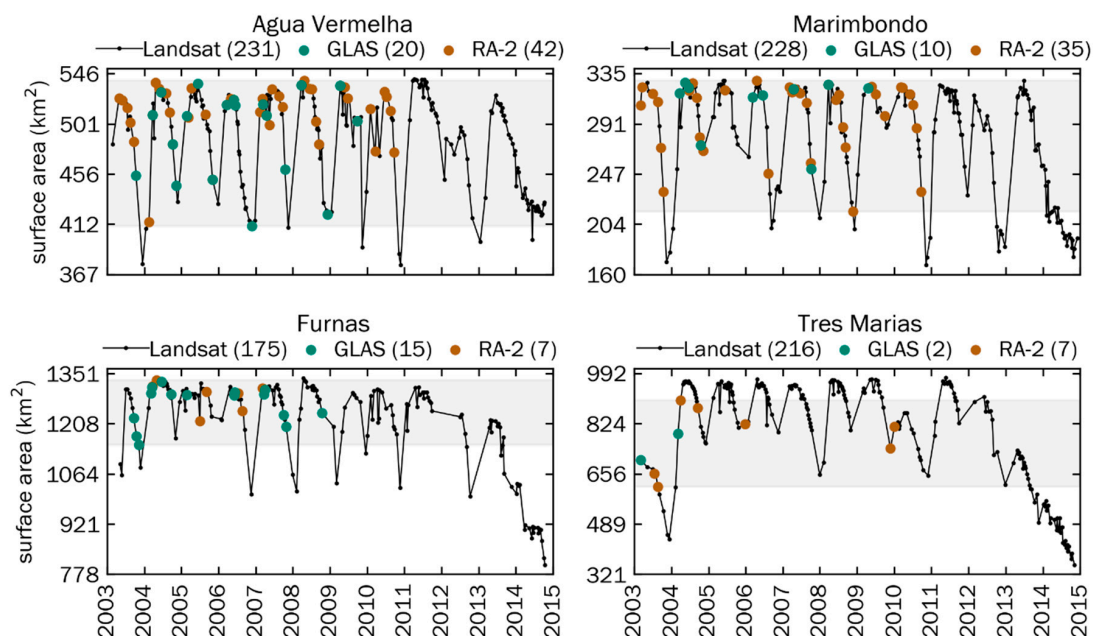 Agua Vermelha
Landsat (231) GLAS (20) RA-2 (42)
surface area (km²)
546
501
456
412
367
Marimbondo
Landsat (228) GLAS (10) RA-2 (35)
335
291
247
204
160
Furnas
Landsat (175) GLAS (15) RA-2 (7)
surface area (km²)
1351
1208
1064
921
778
2003 2004 2005 2006 2007 2008 2009 2010 2011 2012 2013 2014 2015
Tres Marias
Landsat (216) GLAS (2) RA-2 (7)
992
824
656
489
321
2003 2004 2005 2006 2007 2008 2009 2010 2011 2012 2013 2014 2015